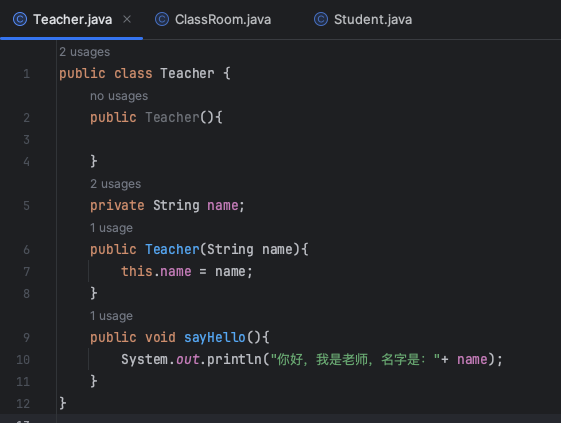 Teacher.java × ClassRoom.java Student.java
2 usages
1 public class Teacher {
no usages
2 public Teacher(){
3
4 }
2 usages
5 private String name;
1 usage
6 public Teacher(String name){
7 this.name = name;
8 }
1 usage
9 public void sayHello(){
10 System.out.println("你好，我是老师，名字是："+ name);
11 }
12 }